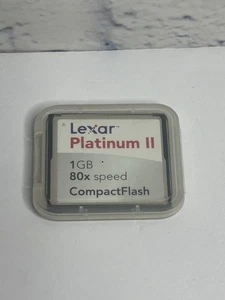 Lexar
Platinum II
1GB
80x speed
CompactFlash